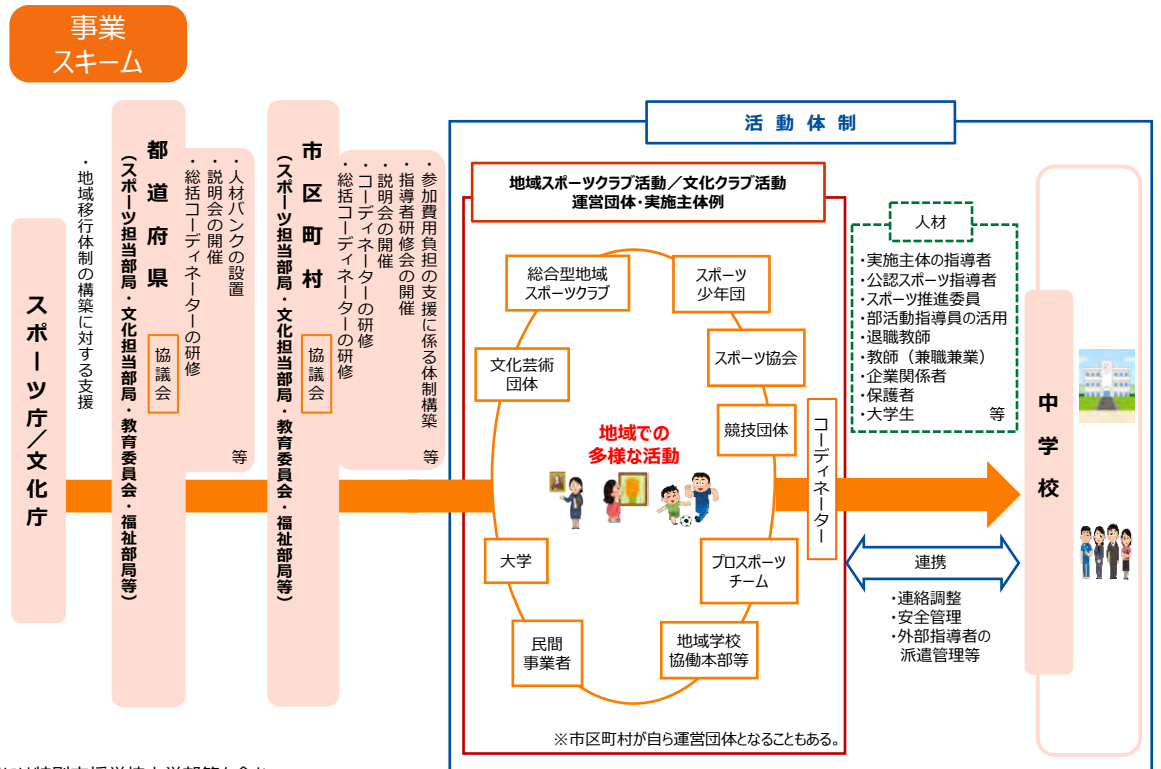 事業
スキーム
スポーツ庁／文化庁
・地域移行体制の構築に対する支援
都道府県
(スポーツ担当部局・文化担当部局・教育委員会・福祉部局等)
協議会
・人材バンクの設置
・説明会の開催
・総括コーディネーターの研修
等
市区町村
(スポーツ担当部局・文化担当部局・教育委員会・福祉部局等)
協議会
・参加費用負担の支援に係る体制構築
・指導者研修会の開催
・説明会の開催
・コーディネーターの研修
・総括コーディネーターの研修
等
活動体制
地域スポーツクラブ活動／文化クラブ活動
運営団体・実施主体例
総合型地域
スポーツクラブ
スポーツ
少年団
文化芸術
団体
スポーツ協会
競技団体
地域での
多様な活動
大学
プロスポーツ
チーム
民間
事業者
地域学校
協働本部等
※市区町村が自ら運営団体となることもある。
コーディネーター
人材
・実施主体の指導者
・公認スポーツ指導者
・スポーツ推進委員
・部活動指導員の活用
・退職教師
・教師（兼職兼業）
・企業関係者
・保護者
・大学生　等
連携
・連絡調整
・安全管理
・外部指導者の
派遣管理等
中学校